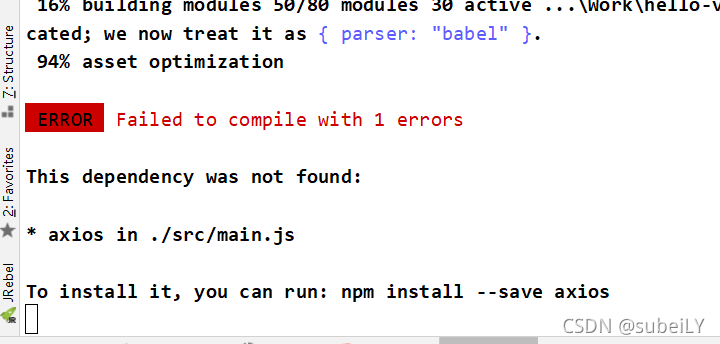 16% building modules 50/80 modules 30 active ...\Work\hello-v
cated; we now treat it as { parser: "babel" }.
94% asset optimization
ERROR Failed to compile with 1 errors
This dependency was not found:
* axios in ./src/main.js
To install it, you can run: npm install --save axios
7: Structure
2: Favorites
JRebel
CSDN @subeiLY